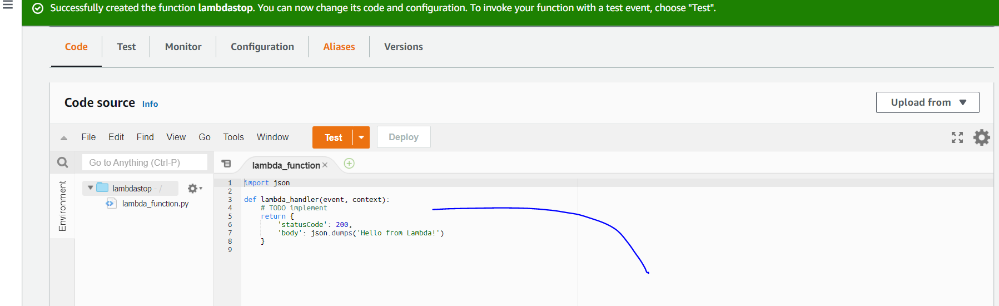 Successfully created the function lambdastop. You can now change its code and configuration. To invoke your function with a test event, choose "Test".
Code Test Monitor Configuration Aliases Versions
Code source Info
Upload from
File Edit Find View Go Tools Window Test Deploy
Go to Anything (Ctrl-P)
lambda_function
Environment
lambdastop - /
lambda_function.py
1 import json
2
3 def lambda_handler(event, context):
4 # TODO implement
5 return {
6 'statusCode': 200,
7 'body': json.dumps('Hello from Lambda!')
8 }
9